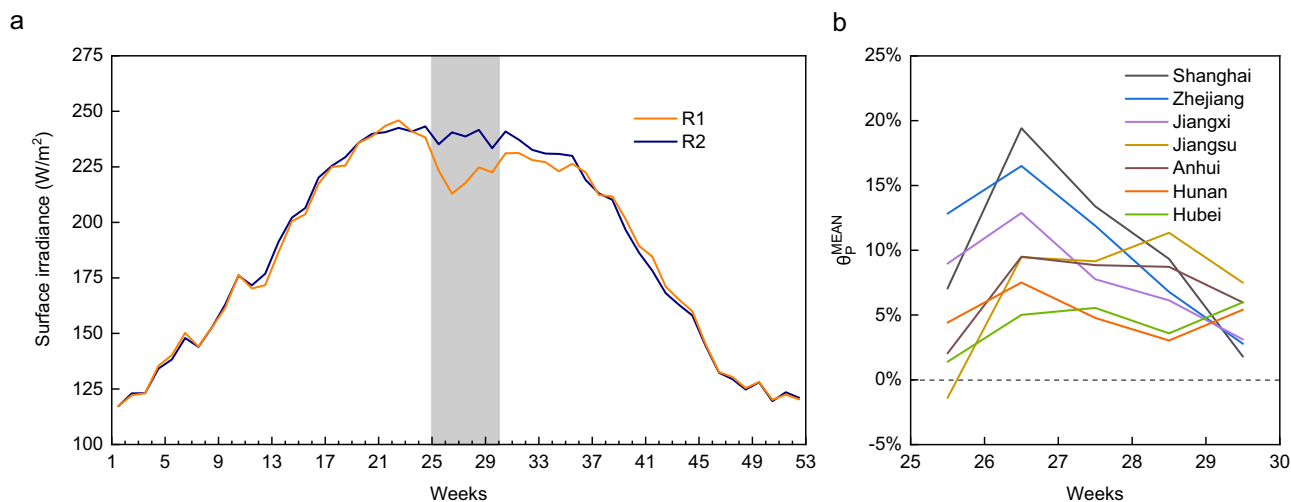 a
275
250
225
200
175
150
125
100
Surface irradiance (W/m²)
R1
R2
1 5 9 13 17 21 25 29 33 37 41 45 49 53
Weeks
b
25%
20%
15%
10%
5%
0%
-5%
θ_P^MEAN
Shanghai
Zhejiang
Jiangxi
Jiangsu
Anhui
Hunan
Hubei
25 26 27 28 29 30
Weeks